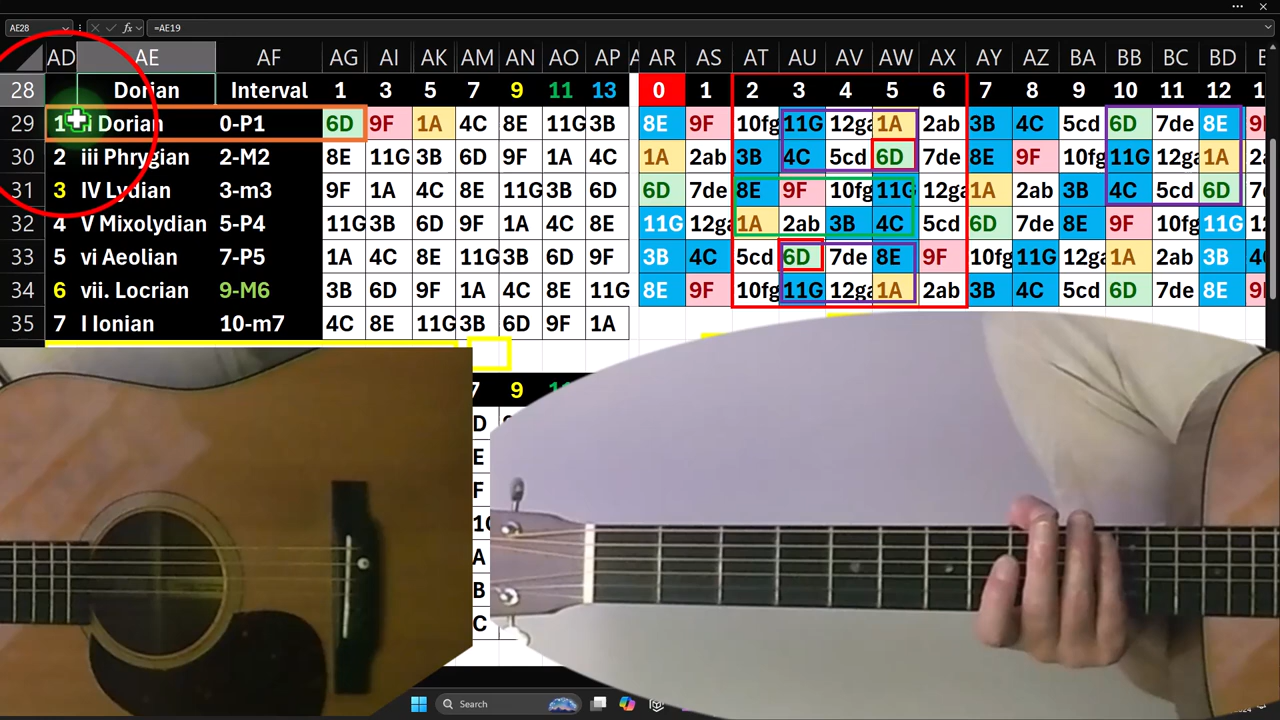 AE28 fx =AE19
AD AE AF AG AI AK AM AN AO AP AR AS AT AU AV AW AX AY AZ BA BB BC BD
28 Dorian Interval 1 3 5 7 9 11 13 0 1 2 3 4 5 6 7 8 9 10 11 12
29 1 ii Dorian 0-P1 6D 9F 1A 4C 8E 11G 3B 8E 9F 10fg 11G 12ga 1A 2ab 3B 4C 5cd 6D 7de 8E
30 2 iii Phrygian 2-M2 8E 11G 3B 6D 9F 1A 4C 1A 2ab 3B 4C 5cd 6D 7de 8E 9F 10fg 11G 12ga 1A
31 3 IV Lydian 3-m3 9F 1A 4C 8E 11G 3B 6D 6D 7de 8E 9F 10fg 11G 12ga 1A 2ab 3B 4C 5cd 6D
32 4 V Mixolydian 5-P4 11G 3B 6D 9F 1A 4C 8E 11G 12ga 1A 2ab 3B 4C 5cd 6D 7de 8E 9F 10fg 11G
33 5 vi Aeolian 7-P5 1A 4C 8E 11G 3B 6D 9F 3B 4C 5cd 6D 7de 8E 9F 10fg 11G 12ga 1A 2ab 3B
34 6 vii. Locrian 9-M6 3B 6D 9F 1A 4C 8E 11G 8E 9F 10fg 11G 12ga 1A 2ab 3B 4C 5cd 6D 7de 8E
35 7 I Ionian 10-m7 4C 8E 11G 3B 6D 9F 1A
7 9 11
D
E
F
A
B
C
Search